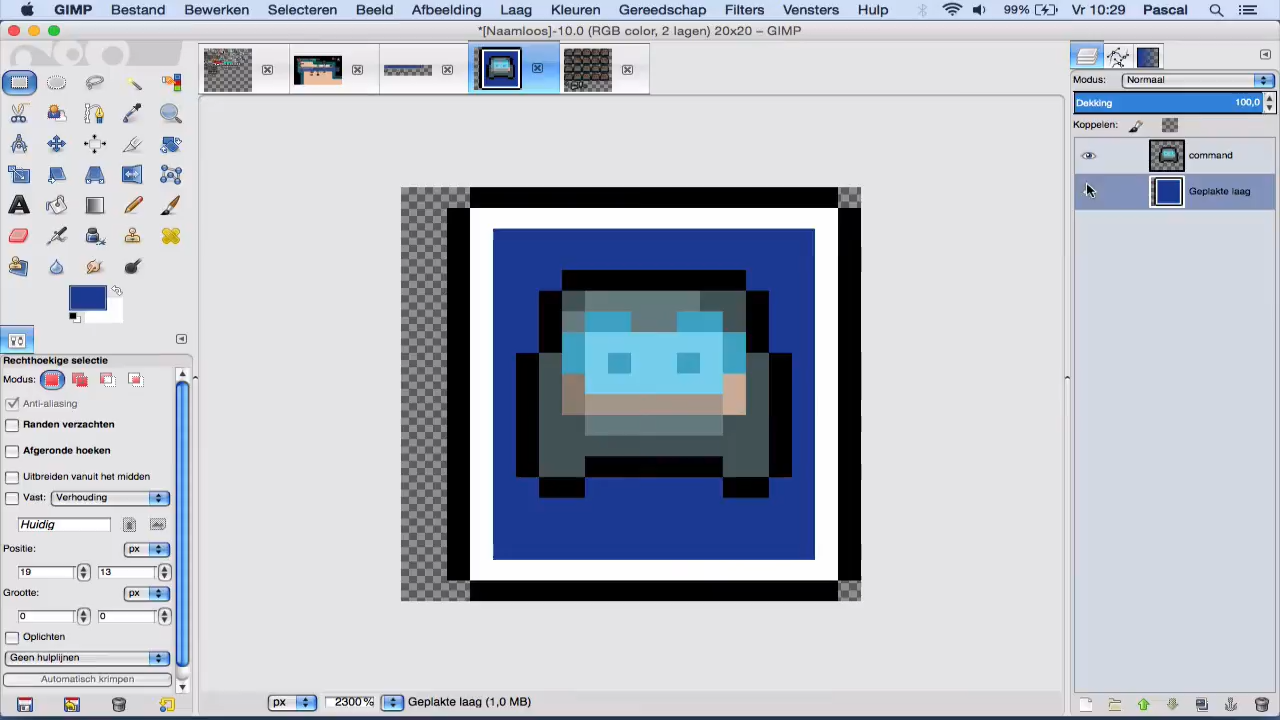 GIMP Bestand Bewerken Selecteren Beeld Afbeelding Laag Kleuren Gereedschap Filters Vensters Hulp 99% Vr 10:29 Pascal
*[Naamloos]-10.0 (RGB color, 2 lagen) 20x20 – GIMP
Modus: Normaal
Dekking 100,0
Koppelen:
command
Geplakte laag
Rechthoekige selectie
Modus:
Anti-aliasing
Randen verzachten
Afgeronde hoeken
Uitbreiden vanuit het midden
Vast: Verhouding
Huidig
Positie: px
19 13
Grootte: px
0 0
Oplichten
Geen hulplijnen
Automatisch krimpen
px 2300% Geplakte laag (1,0 MB)